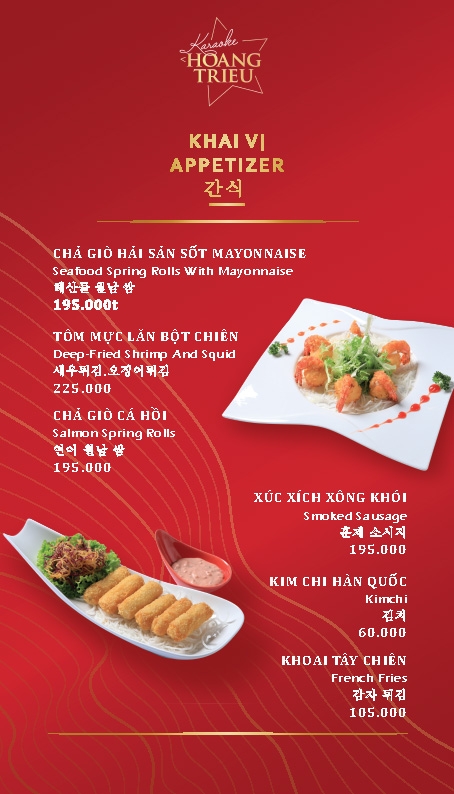 Karaoke
HOANG
TRIEU
KHAI VỊ
APPETIZER
간식
CHẢ GIÒ HẢI SẢN SỐT MAYONNAISE
Seafood Spring Rolls With Mayonnaise
해산물 월남 쌈
195.000đ
TÔM MỰC LĂN BỘT CHIÊN
Deep-Fried Shrimp And Squid
새우튀김.오징어튀김
225.000
CHẢ GIÒ CÁ HỒI
Salmon Spring Rolls
연어 월남 쌈
195.000
XÚC XÍCH XÔNG KHÓI
Smoked Sausage
훈제 소시지
195.000
KIM CHI HÀN QUỐC
Kimchi
김치
60.000
KHOAI TÂY CHIÊN
French Fries
감자 튀김
105.000